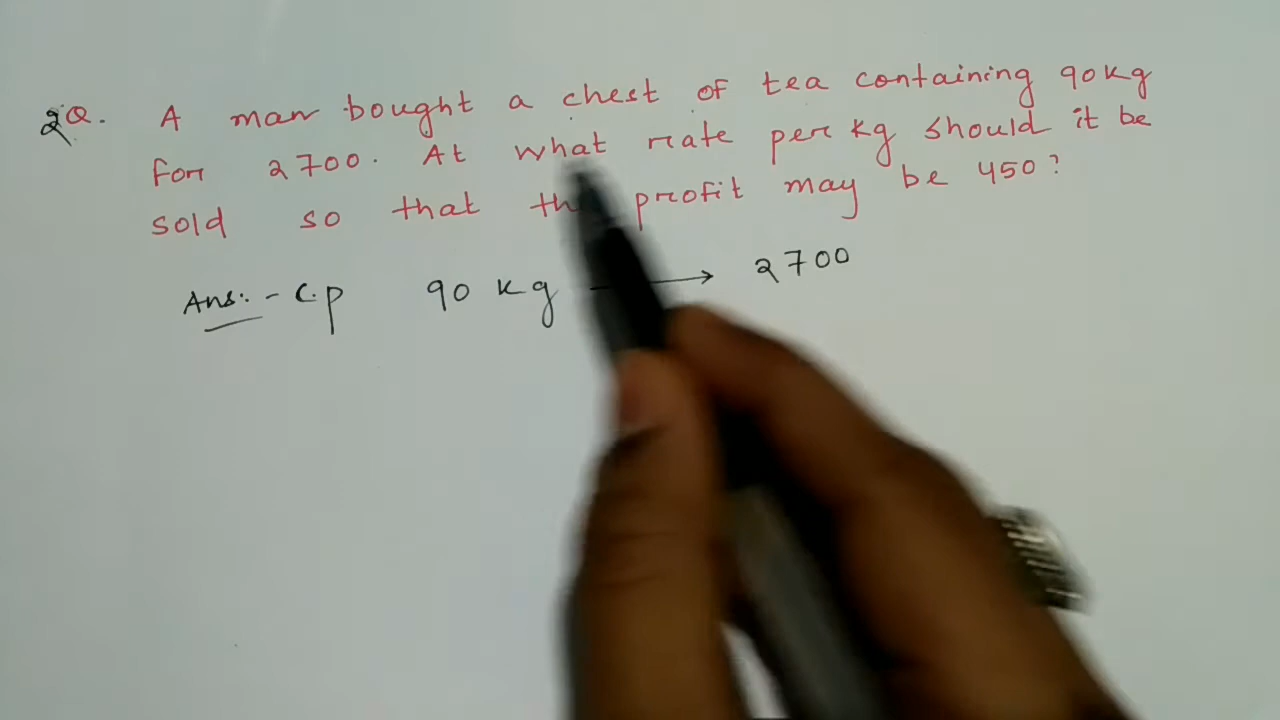 2Q. A man bought a chest of tea containing 90kg
for 2700. At what rate per kg should it be
sold so that the profit may be 450?
Ans:- C.p 90 kg → 2700